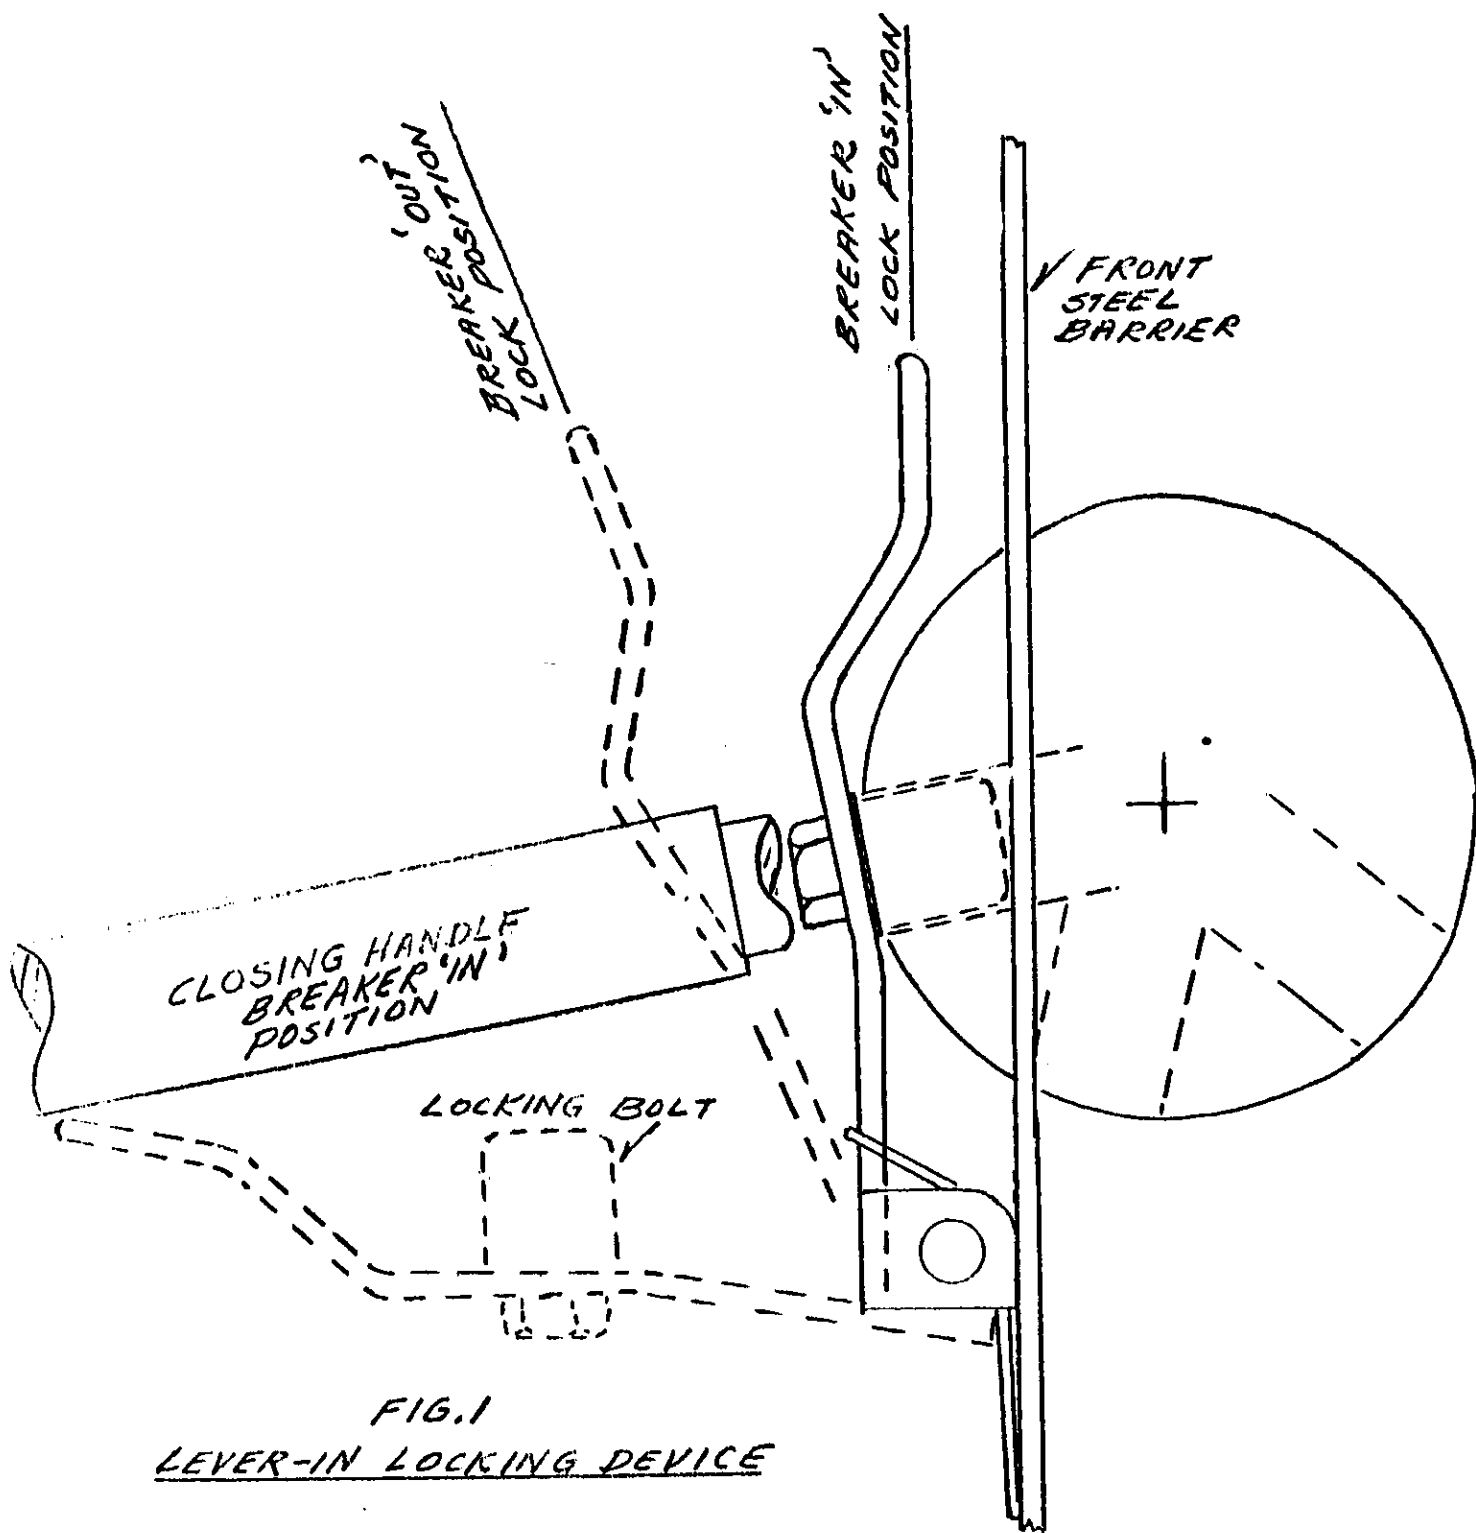 BREAKER 'OUT'
LOCK POSITION
BREAKER 'IN'
LOCK POSITION
FRONT
STEEL
BARRIER
CLOSING HANDLE
BREAKER 'IN'
POSITION
LOCKING BOLT
FIG.1
LEVER-IN LOCKING DEVICE